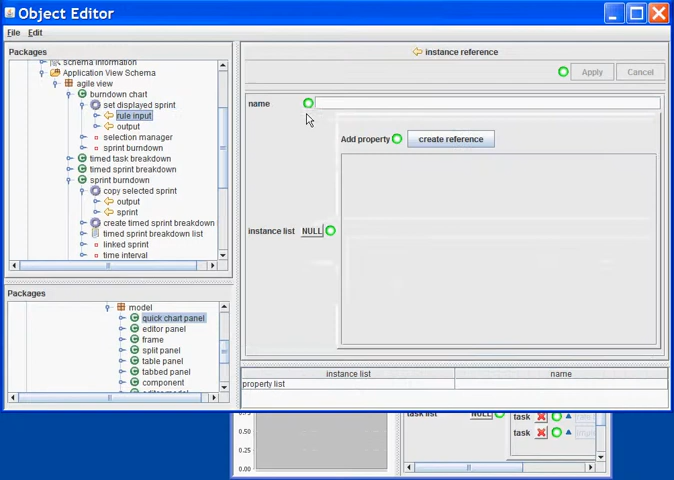 Object Editor
File Edit
Packages
schema information
Application View Schema
agile view
burndown chart
set displayed sprint
rule input
output
selection manager
sprint burndown
timed task breakdown
timed sprint breakdown
sprint burndown
copy selected sprint
output
sprint
create timed sprint breakdown
timed sprint breakdown list
linked sprint
time interval
Packages
model
quick chart panel
editor panel
frame
split panel
table panel
tabbed panel
component
editor model
instance reference
Apply Cancel
name
Add property create reference
instance list NULL
instance list name
property list
0.50
0.25
0.00
task list NULL
task
task